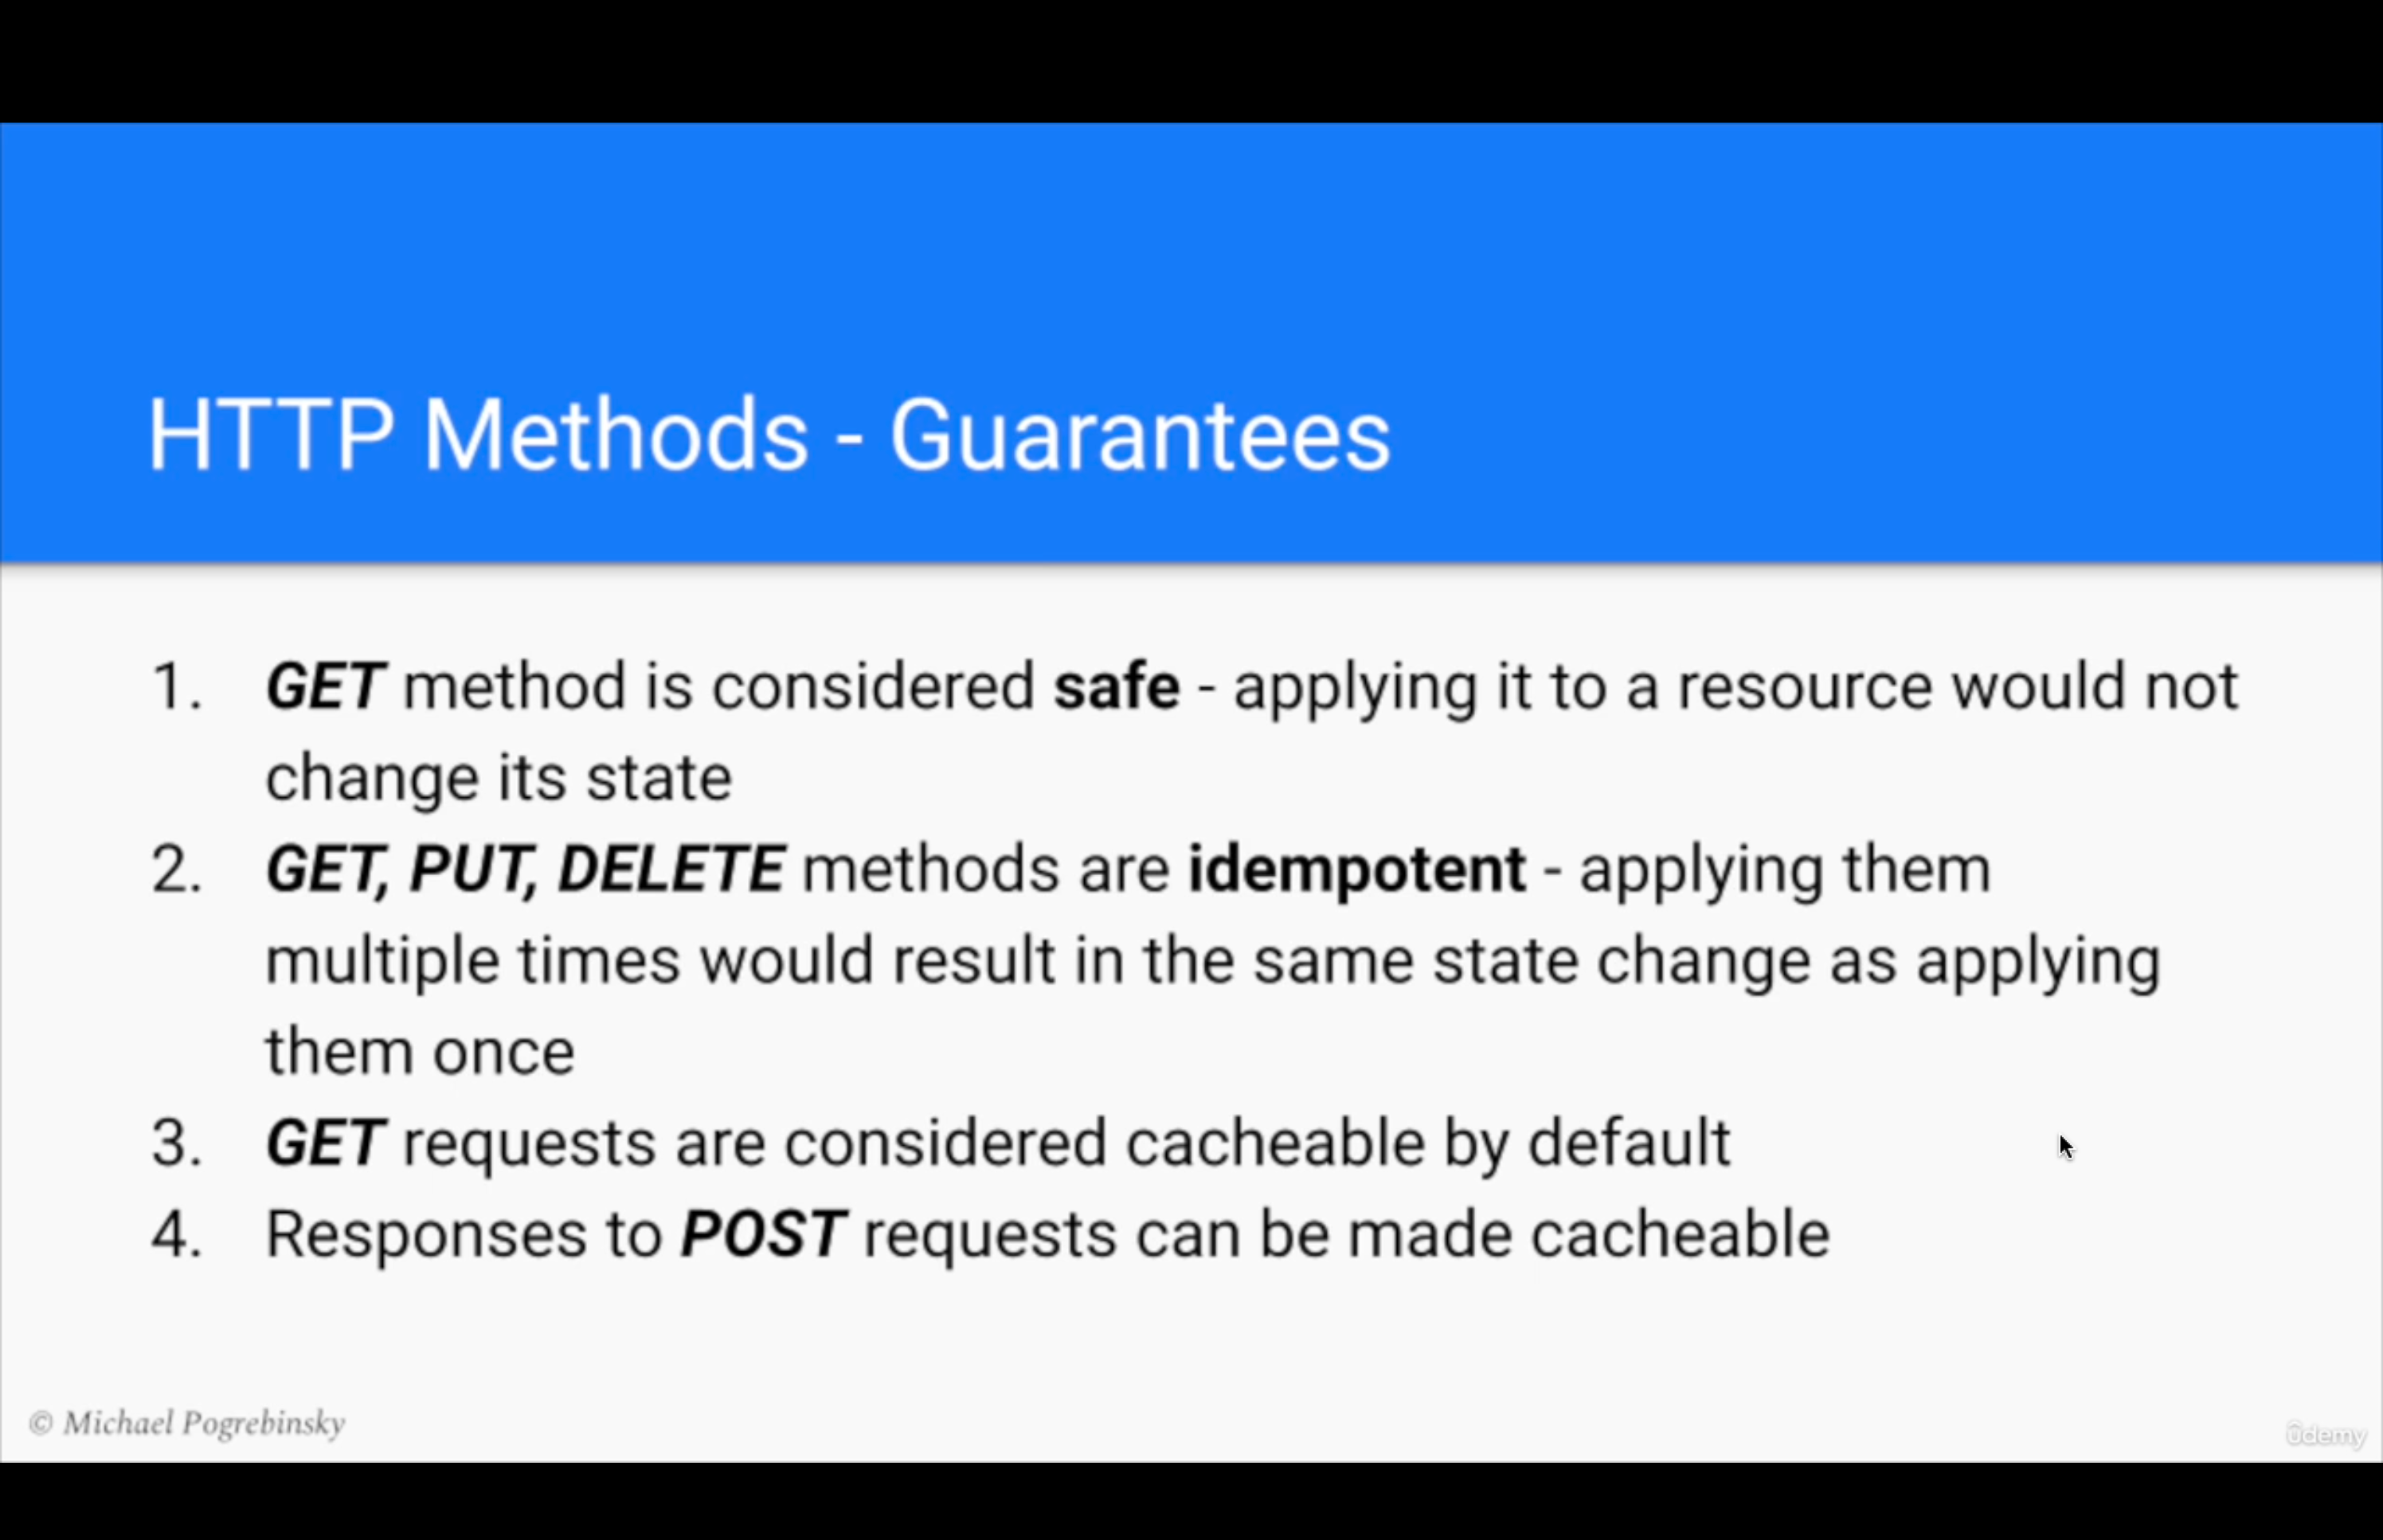 HTTP Methods - Guarantees
1. GET method is considered safe - applying it to a resource would not
change its state
2. GET, PUT, DELETE methods are idempotent - applying them
multiple times would result in the same state change as applying
them once
3. GET requests are considered cacheable by default
4. Responses to POST requests can be made cacheable
© Michael Pogrebinsky
ûdemy